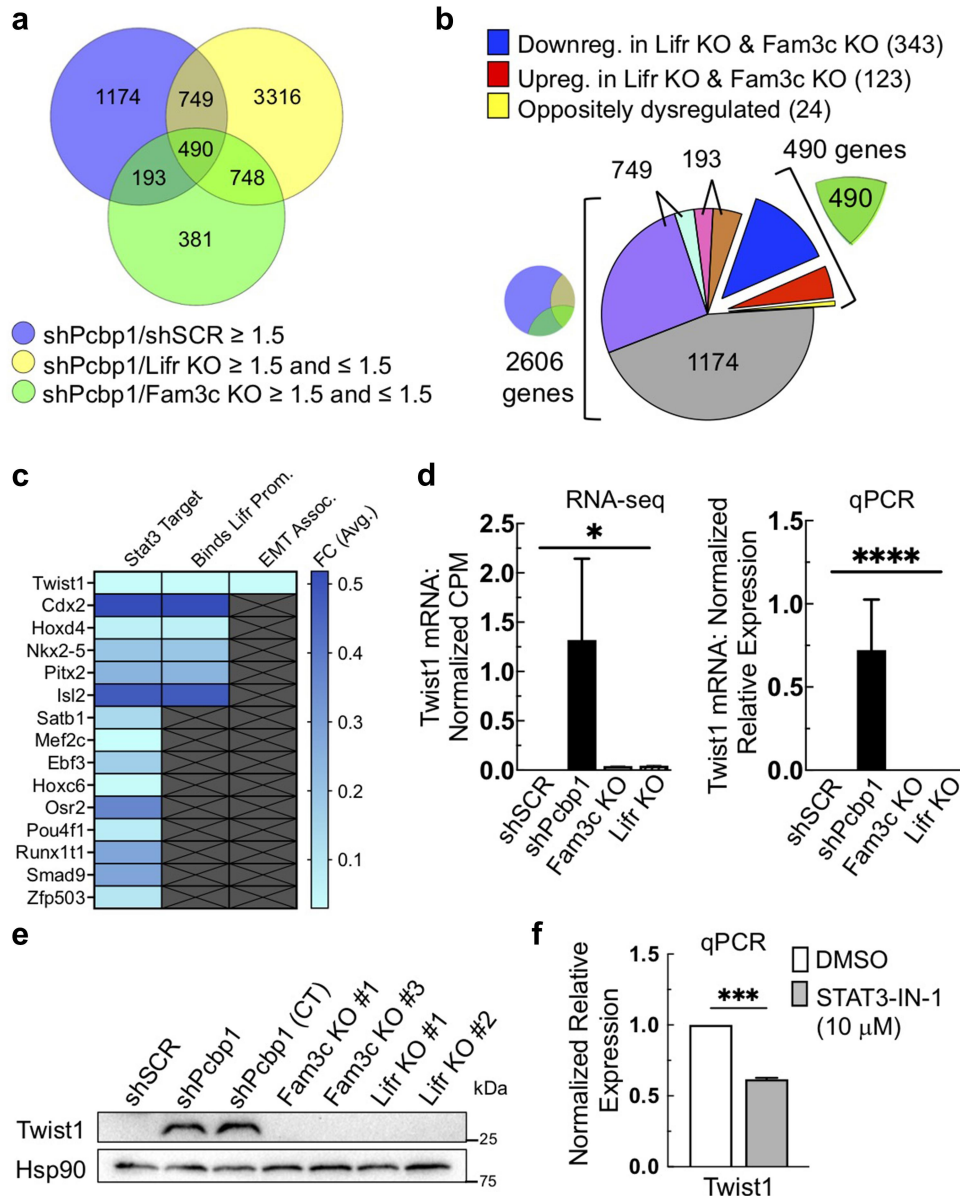 a
1174
749
3316
490
193
748
381
shPcbp1/shSCR ≥ 1.5
shPcbp1/Lifr KO ≥ 1.5 and ≤ 1.5
shPcbp1/Fam3c KO ≥ 1.5 and ≤ 1.5
b
Downreg. in Lifr KO & Fam3c KO (343)
Upreg. in Lifr KO & Fam3c KO (123)
Oppositely dysregulated (24)
490 genes
749
193
490
2606
genes
1174
c
Stat3 Target
Binds Lifr Prom.
EMT Assoc.
FC (Avg.)
Twist1
Cdx2
Hoxd4
Nkx2-5
Pitx2
Isl2
Satb1
Mef2c
Ebf3
Hoxc6
Osr2
Pou4f1
Runx1t1
Smad9
Zfp503
0.5
0.4
0.3
0.2
0.1
d
RNA-seq
Twist1 mRNA:
Normalized CPM
2.5
2.0
1.5
1.0
0.5
0.0
*
shSCR
shPcbp1
Fam3c KO
Lifr KO
qPCR
Twist1 mRNA: Normalized
Relative Expression
1.5
1.0
0.5
0.0
****
shSCR
shPcbp1
Fam3c KO
Lifr KO
e
shSCR
shPcbp1
shPcbp1 (CT)
Fam3c KO #1
Fam3c KO #3
Lifr KO #1
Lifr KO #2
kDa
Twist1
25
Hsp90
75
f
qPCR
Normalized Relative
Expression
1.5
1.0
0.5
0.0
***
Twist1
DMSO
STAT3-IN-1
(10 μM)